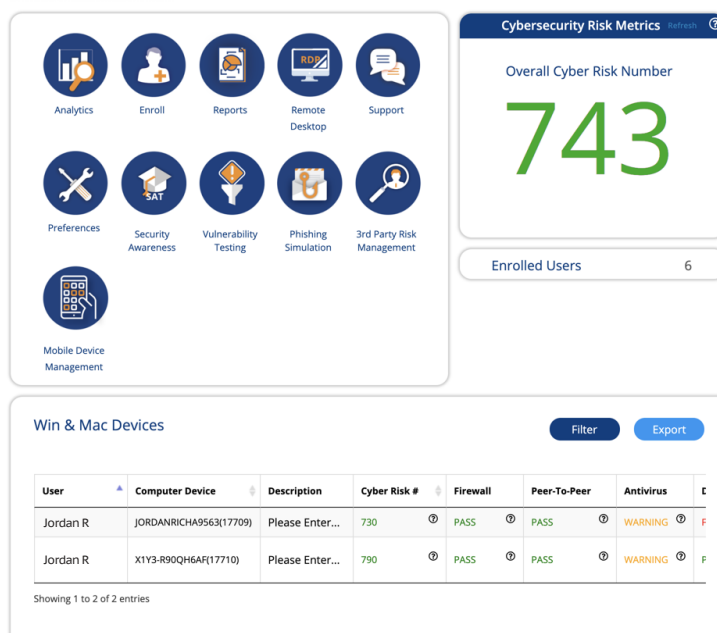 Cybersecurity Risk Metrics Refresh
Overall Cyber Risk Number
743
Enrolled Users 6
RDP
Analytics Enroll Reports Remote Desktop Support
SAT
Preferences Security Awareness Vulnerability Testing Phishing Simulation 3rd Party Risk Management
Mobile Device
Management
Win & Mac Devices
Filter Export
User Computer Device Description Cyber Risk # Firewall Peer-To-Peer Antivirus
Jordan R JORDANRICHA9563(17709) Please Enter... 730 PASS PASS WARNING
Jordan R X1Y3-R90QH6AF(17710) Please Enter... 790 PASS PASS WARNING
Showing 1 to 2 of 2 entries